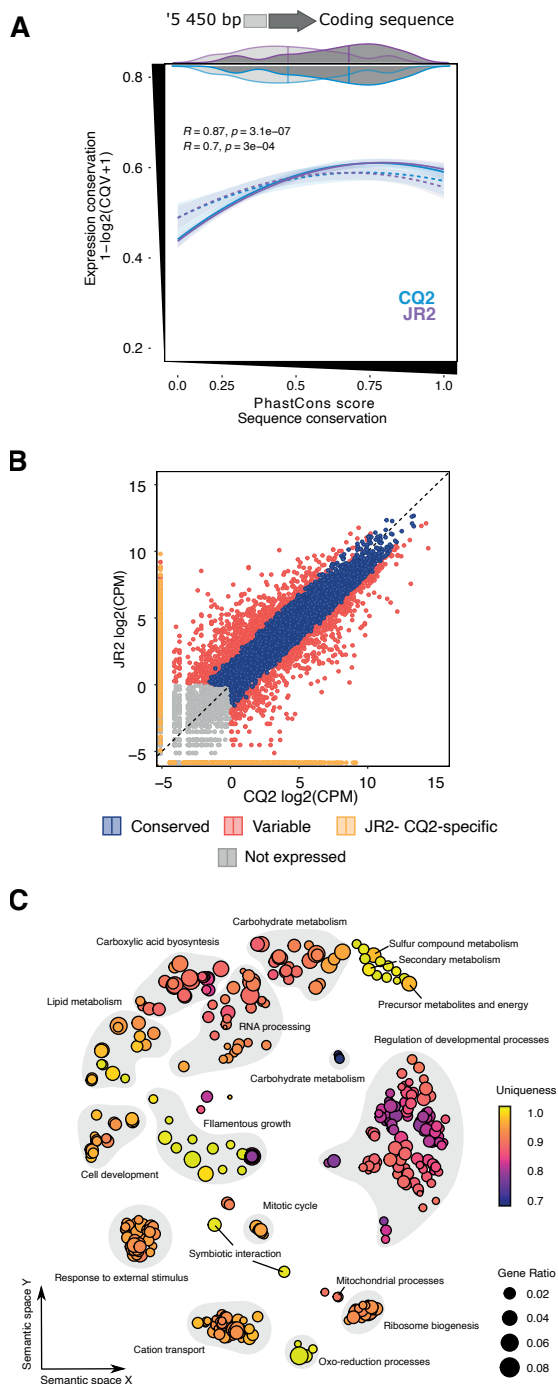 A
'5 450 bp
Coding sequence
0.8
0.6
0.4
0.2
R = 0.87, p = 3.1e−07
R = 0.7, p = 3e−04
Expression conservation
1−log2(CQV+1)
CQ2
JR2
0.0 0.25 0.5 0.75 1.0
PhastCons score
Sequence conservation
B
15
10
5
0
−5
JR2 log2(CPM)
−5 0 5 10 15
CQ2 log2(CPM)
Conserved Variable JR2- CQ2-specific
Not expressed
C
Carbohydrate metabolism
Carboxylic acid byosyntesis
Sulfur compound metabolism
Secondary metabolism
Precursor metabolites and energy
Lipid metabolism
RNA processing
Regulation of developmental processes
Carbohydrate metabolism
Uniqueness
1.0
0.9
0.8
0.7
FIlamentous growth
Cell development
Mitotic cycle
Symbiotic interaction
Response to external stimulus
Mitochondrial processes
Gene Ratio
0.02
0.04
0.06
0.08
Ribosome biogenesis
Cation transport
Oxo-reduction processes
Semantic space Y
Semantic space X